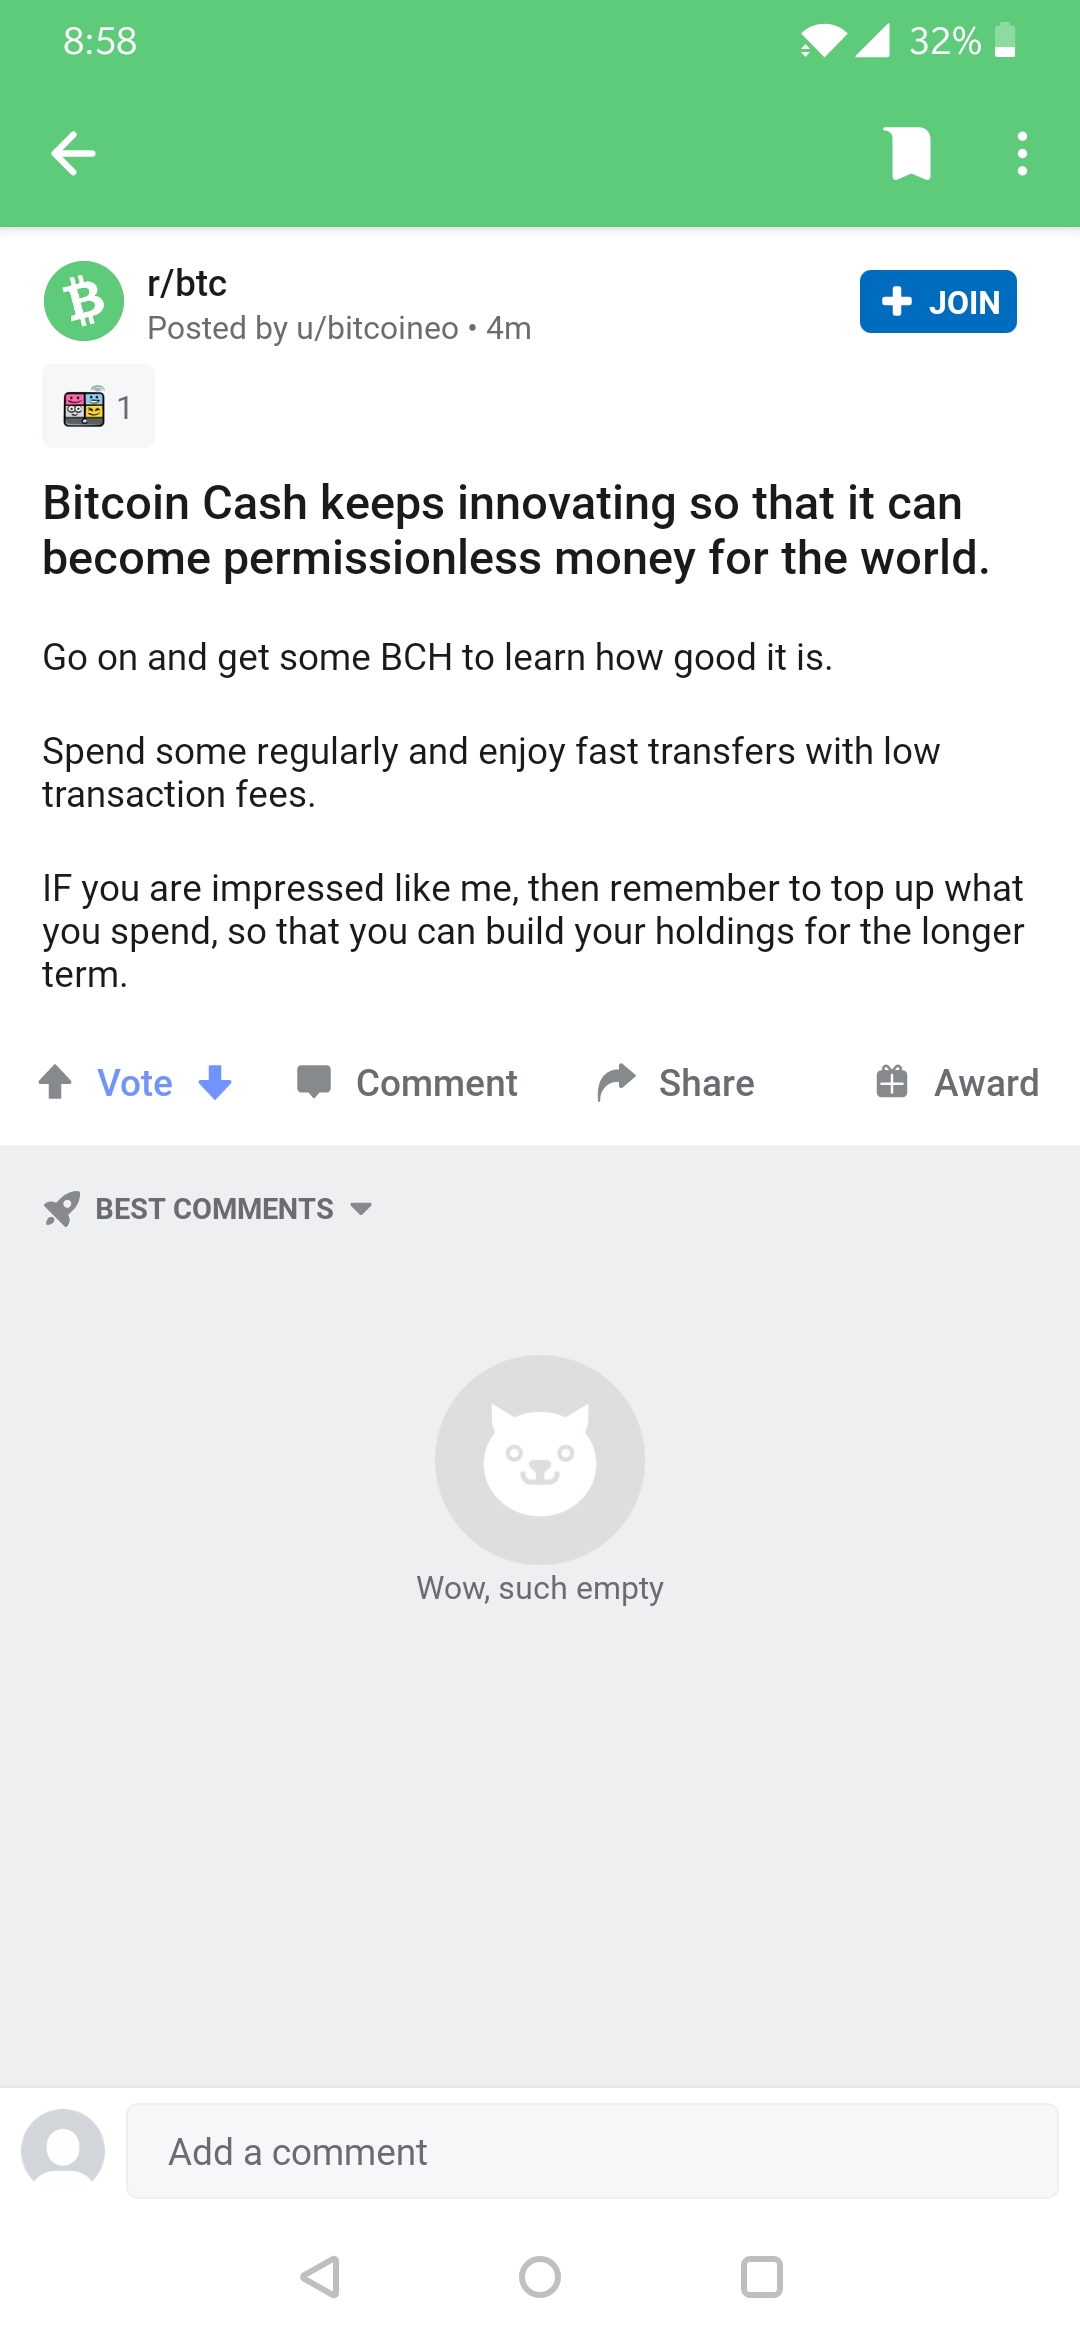 8:58
32%
r/btc
Posted by u/bitcoineo • 4m
+ JOIN
1
Bitcoin Cash keeps innovating so that it can
become permissionless money for the world.
Go on and get some BCH to learn how good it is.
Spend some regularly and enjoy fast transfers with low
transaction fees.
IF you are impressed like me, then remember to top up what
you spend, so that you can build your holdings for the longer
term.
Vote Comment Share Award
BEST COMMENTS
Wow, such empty
Add a comment